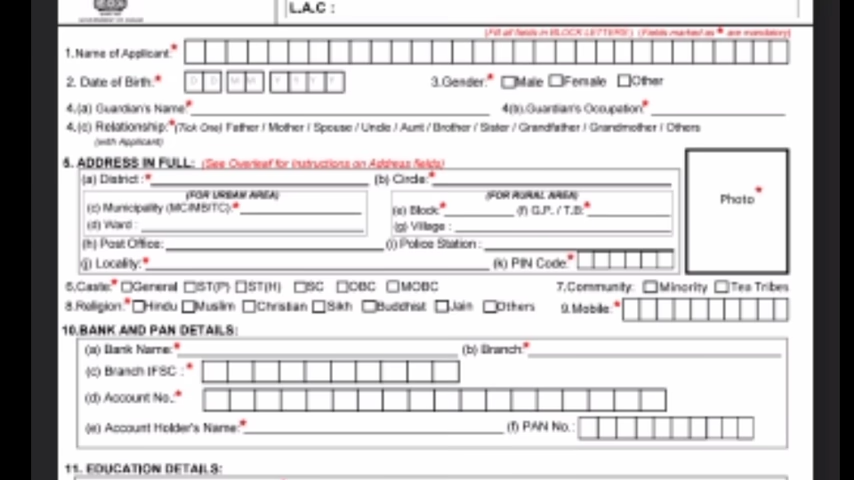 L.A.C :
(Fill all fields in BLOCK LETTERS) (Fields marked as * are mandatory)
1.Name of Applicant:*
2. Date of Birth:* D D M M Y Y Y Y 3.Gender:* Male Female Other
4.(a) Guardian's Name:* 4(b).Guardian's Occupation:*
4.(c) Relationship:*(Tick One) Father / Mother / Spouse / Uncle / Aunt / Brother / Sister / Grandfather / Grandmother / Others
(with Applicant)
5. ADDRESS IN FULL: (See Overleaf for Instructions on Address fields)
(a) District :* (b) Circle:*
Photo*
(FOR URBAN AREA) (FOR RURAL AREA)
(c) Municipality (MC/MB/TC):* (e) Block:* (f) G.P. / T.B.:*
(d) Ward : (g) Village :
(h) Post Office: (i) Police Station :
(j) Locality:* (k) PIN Code:*
6.Caste:* General ST(P) ST(H) SC OBC MOBC 7.Community: Minority Tea Tribes
8.Religion:* Hindu Muslim Christian Sikh Buddhist Jain Others 9.Mobile:*
10.BANK AND PAN DETAILS:
(a) Bank Name:* (b) Branch:*
(c) Branch IFSC :*
(d) Account No.:*
(e) Account Holder's Name:* (f) PAN No.:
11. EDUCATION DETAILS: